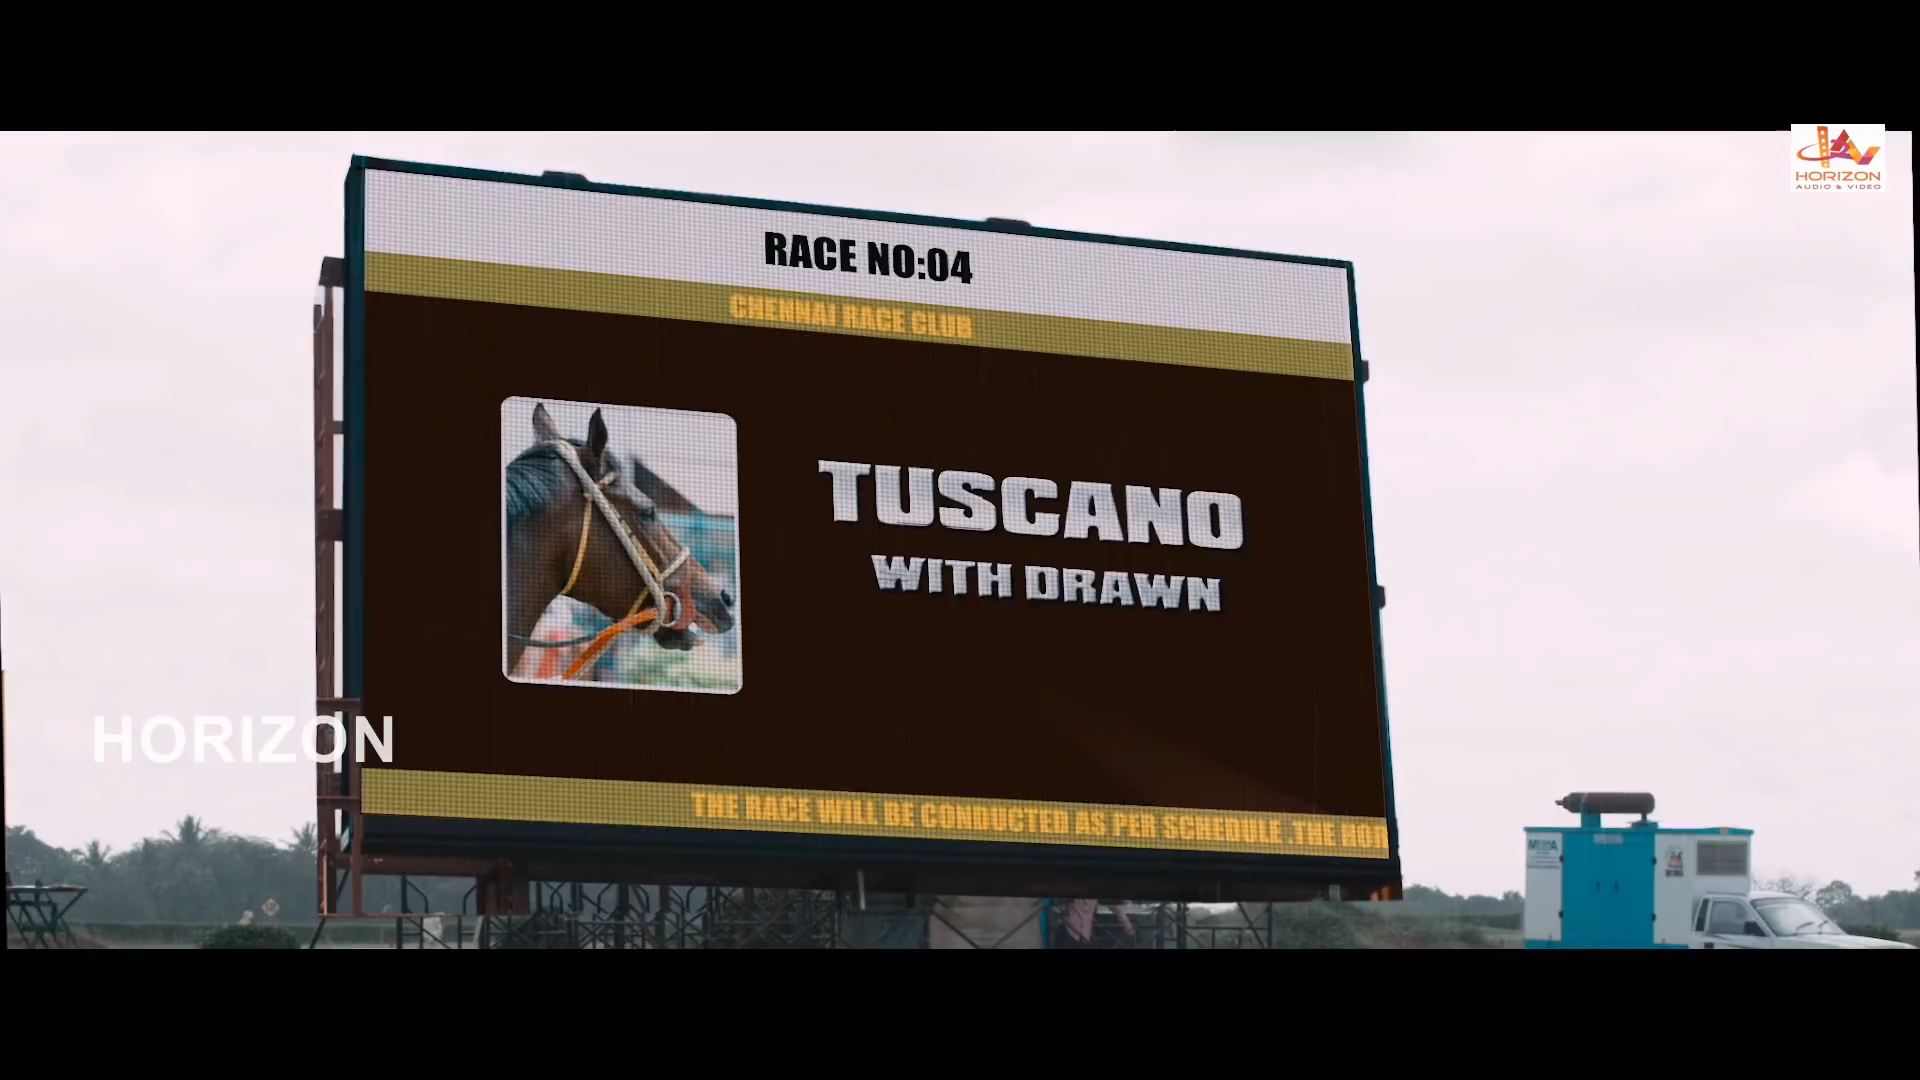 HORIZON
AUDIO & VIDEO
RACE NO:04
CHENNAI RACE CLUB
TUSCANO
WITH DRAWN
HORIZON
THE RACE WILL BE CONDUCTED AS PER SCHEDULE .THE